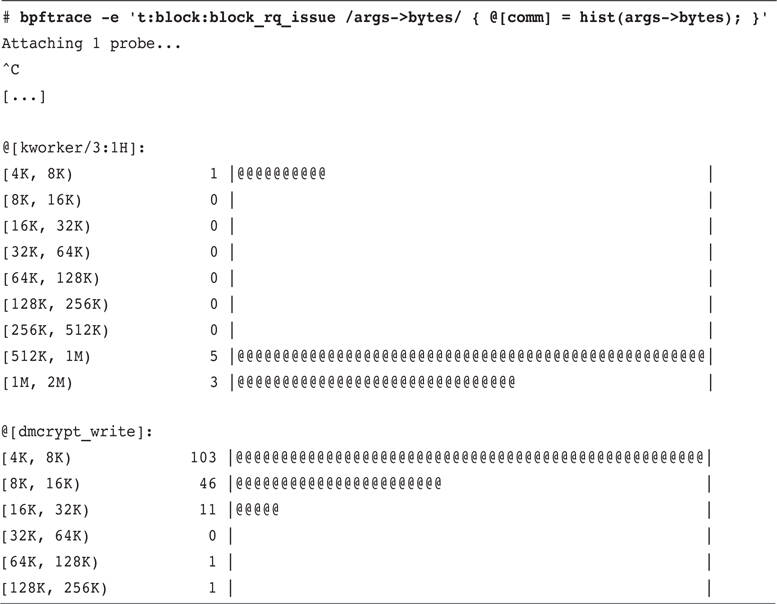 # bpftrace -e 't:block:block_rq_issue /args->bytes/ { @[comm] = hist(args->bytes); }'
Attaching 1 probe...
^C
[...]

@[kworker/3:1H]:
[4K, 8K)               1 |@@@@@@@@@@                                          |
[8K, 16K)              0 |                                                    |
[16K, 32K)             0 |                                                    |
[32K, 64K)             0 |                                                    |
[64K, 128K)            0 |                                                    |
[128K, 256K)           0 |                                                    |
[256K, 512K)           0 |                                                    |
[512K, 1M)             5 |@@@@@@@@@@@@@@@@@@@@@@@@@@@@@@@@@@@@@@@@@@@@@@@@@@@@|
[1M, 2M)               3 |@@@@@@@@@@@@@@@@@@@@@@@@@@@@@@@                     |

@[dmcrypt_write]:
[4K, 8K)             103 |@@@@@@@@@@@@@@@@@@@@@@@@@@@@@@@@@@@@@@@@@@@@@@@@@@@@|
[8K, 16K)             46 |@@@@@@@@@@@@@@@@@@@@@@@                             |
[16K, 32K)            11 |@@@@@                                               |
[32K, 64K)             0 |                                                    |
[64K, 128K)            1 |                                                    |
[128K, 256K)           1 |                                                    |